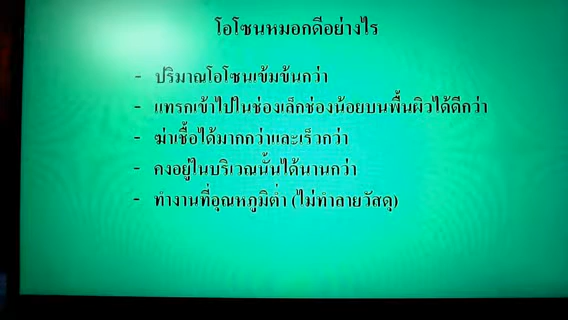 โอโซนหมอกดีอย่างไร
- ปริมาณโอโซนเข้มข้นกว่า
- แทรกเข้าไปในช่องเล็กช่องน้อยบนพื้นผิวได้ดีกว่า
- ฆ่าเชื้อได้มากกว่าและเร็วกว่า
- คงอยู่ในบริเวณนั้นได้นานกว่า
- ทำงานที่อุณหภูมิต่ำ (ไม่ทำลายวัสดุ)